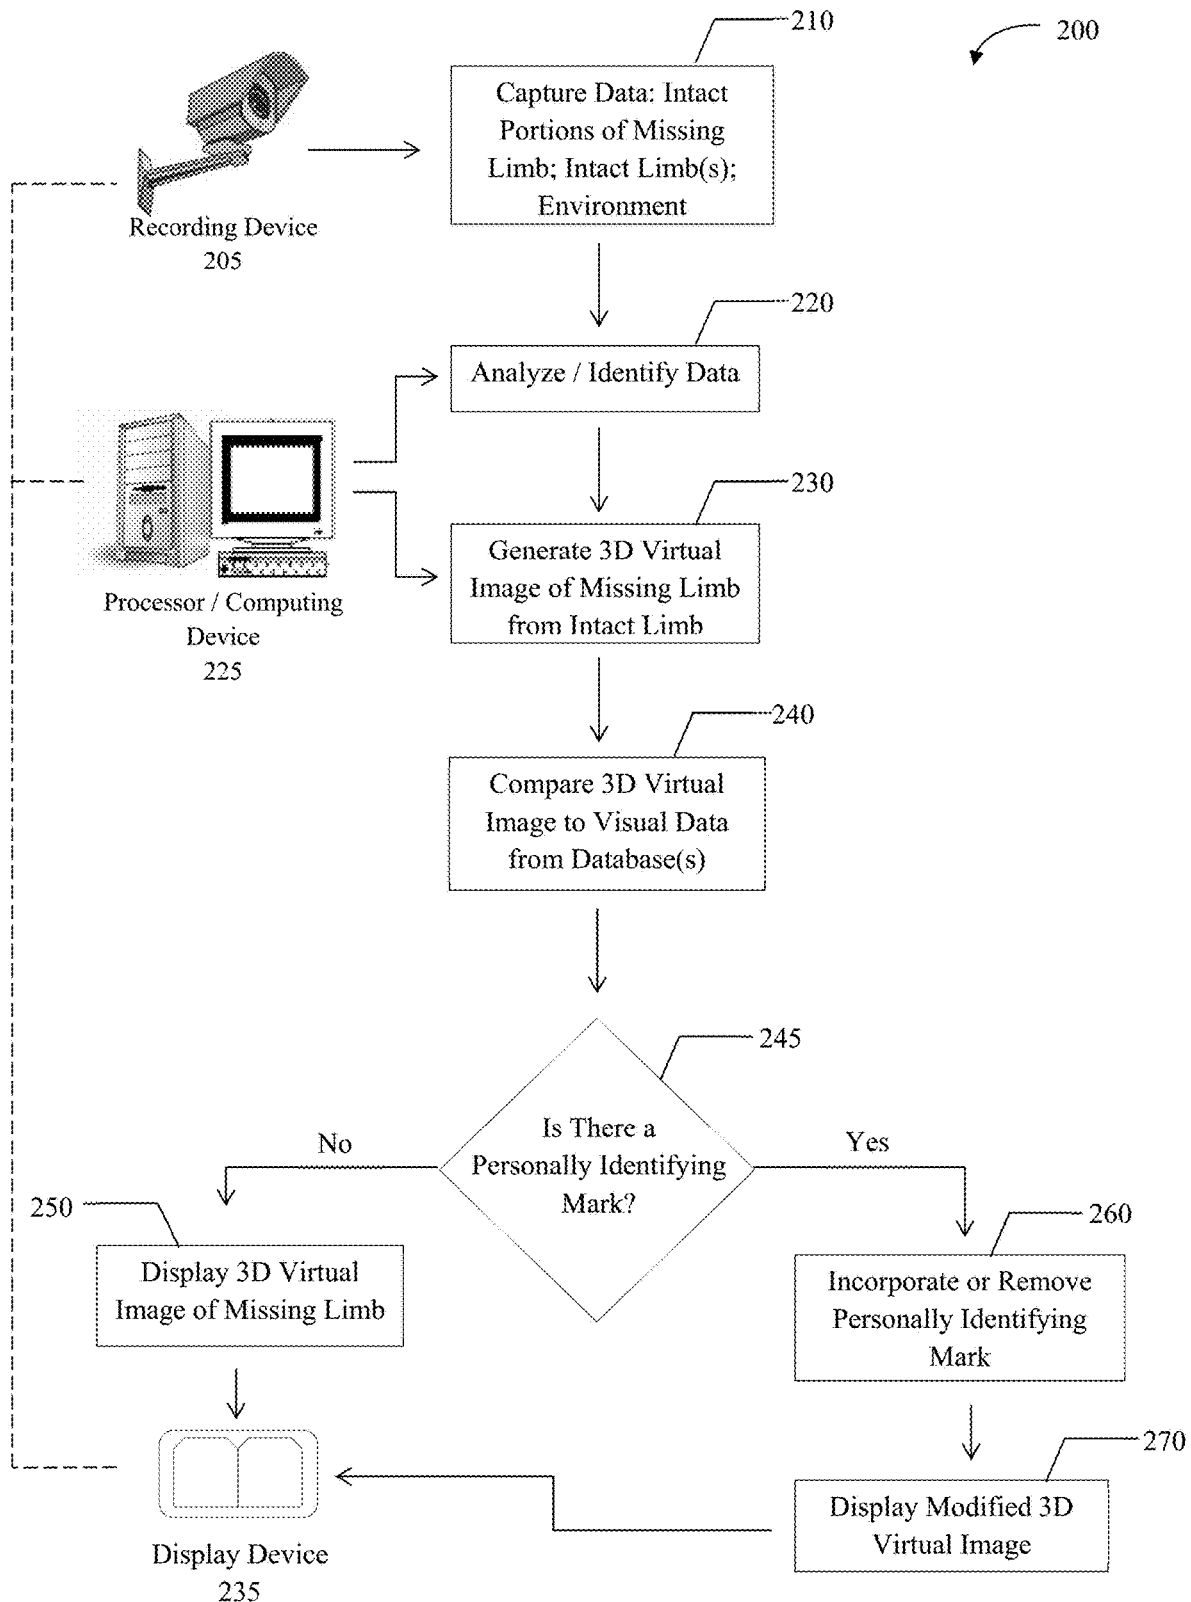 210
200
Capture Data: Intact
Portions of Missing
Limb; Intact Limb(s);
Environment
Recording Device
205
220
Analyze / Identify Data
230
Generate 3D Virtual
Image of Missing Limb
from Intact Limb
Processor / Computing
Device
225
240
Compare 3D Virtual
Image to Visual Data
from Database(s)
245
Is There a
Personally Identifying
Mark?
No
Yes
250
Display 3D Virtual
Image of Missing Limb
260
Incorporate or Remove
Personally Identifying
Mark
270
Display Modified 3D
Virtual Image
Display Device
235